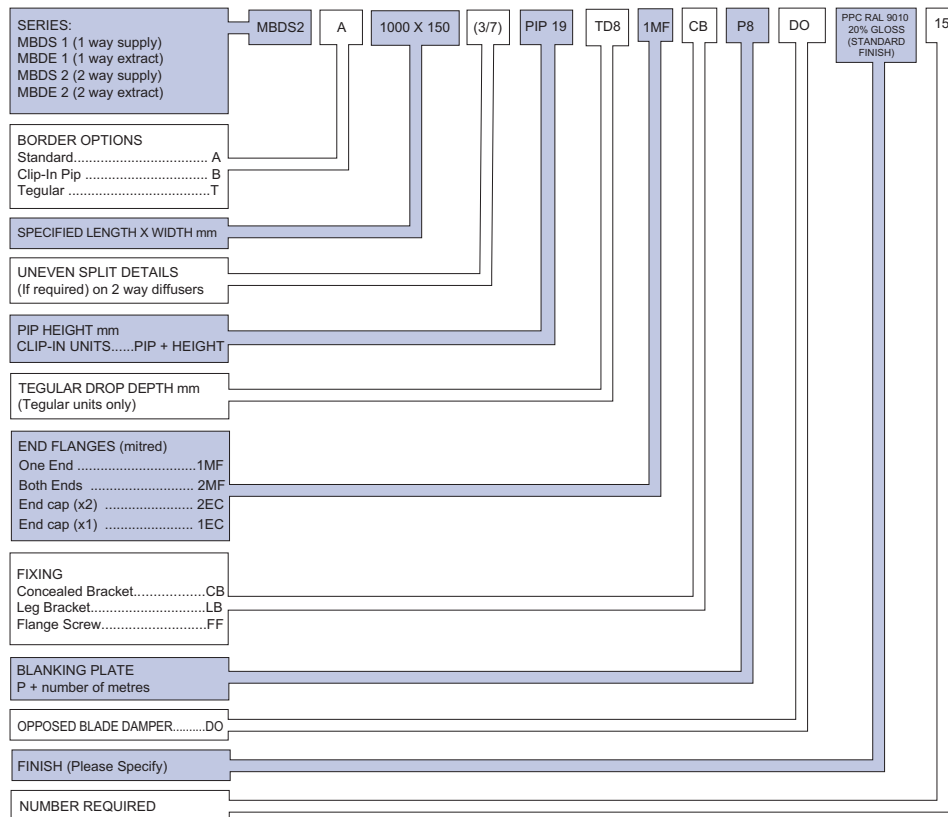 SERIES:
MBDS 1 (1 way supply)
MBDE 1 (1 way extract)
MBDS 2 (2 way supply)
MBDE 2 (2 way extract)
MBDS2
A
1000 X 150
(3/7)
PIP 19
TD8
1MF
CB
P8
DO
PPC RAL 9010
20% GLOSS
(STANDARD
FINISH)
15
BORDER OPTIONS
Standard................................... A
Clip-In Pip ................................ B
Tegular .....................................T
SPECIFIED LENGTH X WIDTH mm
UNEVEN SPLIT DETAILS
(If required) on 2 way diffusers
PIP HEIGHT mm
CLIP-IN UNITS......PIP + HEIGHT
TEGULAR DROP DEPTH mm
(Tegular units only)
END FLANGES (mitred)
One End ...............................1MF
Both Ends ........................... 2MF
End cap (x2) ....................... 2EC
End cap (x1) ....................... 1EC
FIXING
Concealed Bracket..................CB
Leg Bracket..............................LB
Flange Screw............................FF
BLANKING PLATE
P + number of metres
OPPOSED BLADE DAMPER..........DO
FINISH (Please Specify)
NUMBER REQUIRED